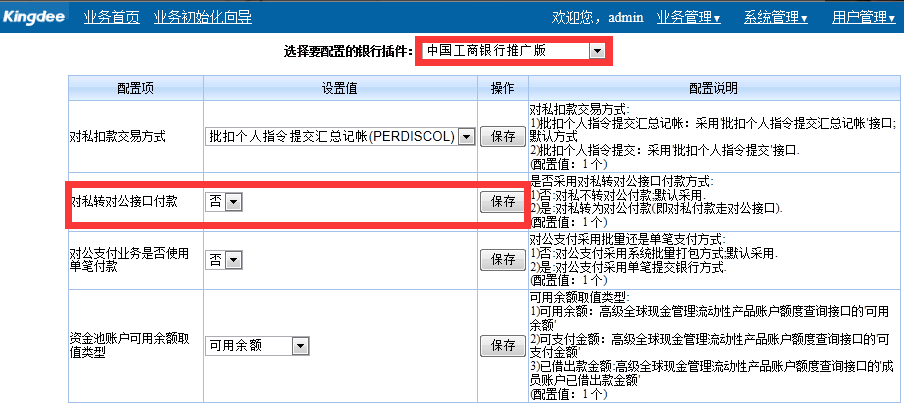 Kingdee 业务首页 业务初始化向导 欢迎您，admin 业务管理▼ 系统管理▼ 用户管理▼
选择要配置的银行插件： 中国工商银行推广版
配置项 设置值 操作 配置说明
对私扣款交易方式 批扣个人指令提交汇总记帐(PERDISCOL) 保存
对私扣款交易方式:
1)批扣个人指令提交汇总记帐：采用'批扣个人指令提交汇总记帐'接口;
默认方式
2)批扣个人指令提交：采用'批扣个人指令提交'接口.
(配置值：1个)
对私转对公接口付款 否 保存
是否采用对私转对公接口付款方式:
1)否:对私不转对公付款;默认采用.
2)是:对私转为对公付款(即对私付款走对公接口).
(配置值：1个)
对公支付业务是否使用
单笔付款
否 保存
对公支付采用批量还是单笔支付方式:
1)否:对公支付采用系统批量打包方式;默认采用.
2)是:对公支付采用单笔提交银行方式.
(配置值：1个)
资金池账户可用余额取
值类型
可用余额 保存
可用余额取值类型:
1)可用余额：高级全球现金管理流动性产品账户额度查询接口的'可用
余额'
2)可支付金额：高级全球现金管理流动性产品账户额度查询接口的'可
支付金额'
3)已借出款金额:高级全球现金管理流动性产品账户额度查询接口的'成
员账户已借出款金额'
(配置值：1个)